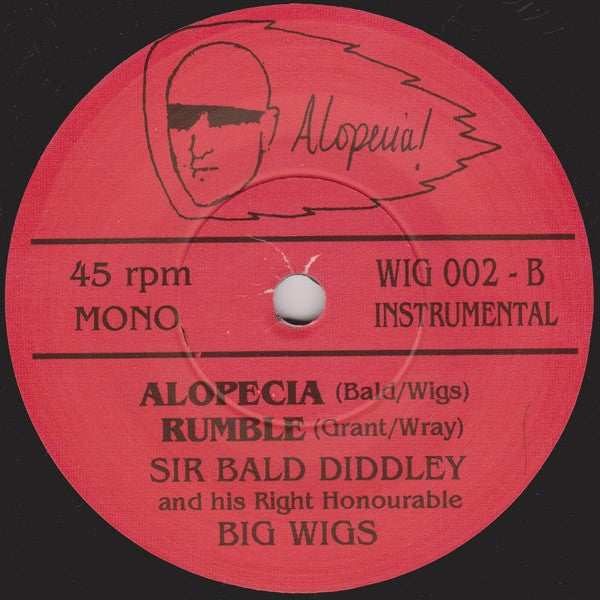 Alopecia!
45 rpm
MONO
WIG 002 - B
INSTRUMENTAL
ALOPECIA (Bald/Wigs)
RUMBLE (Grant/Wray)
SIR BALD DIDDLEY
and his Right Honourable
BIG WIGS